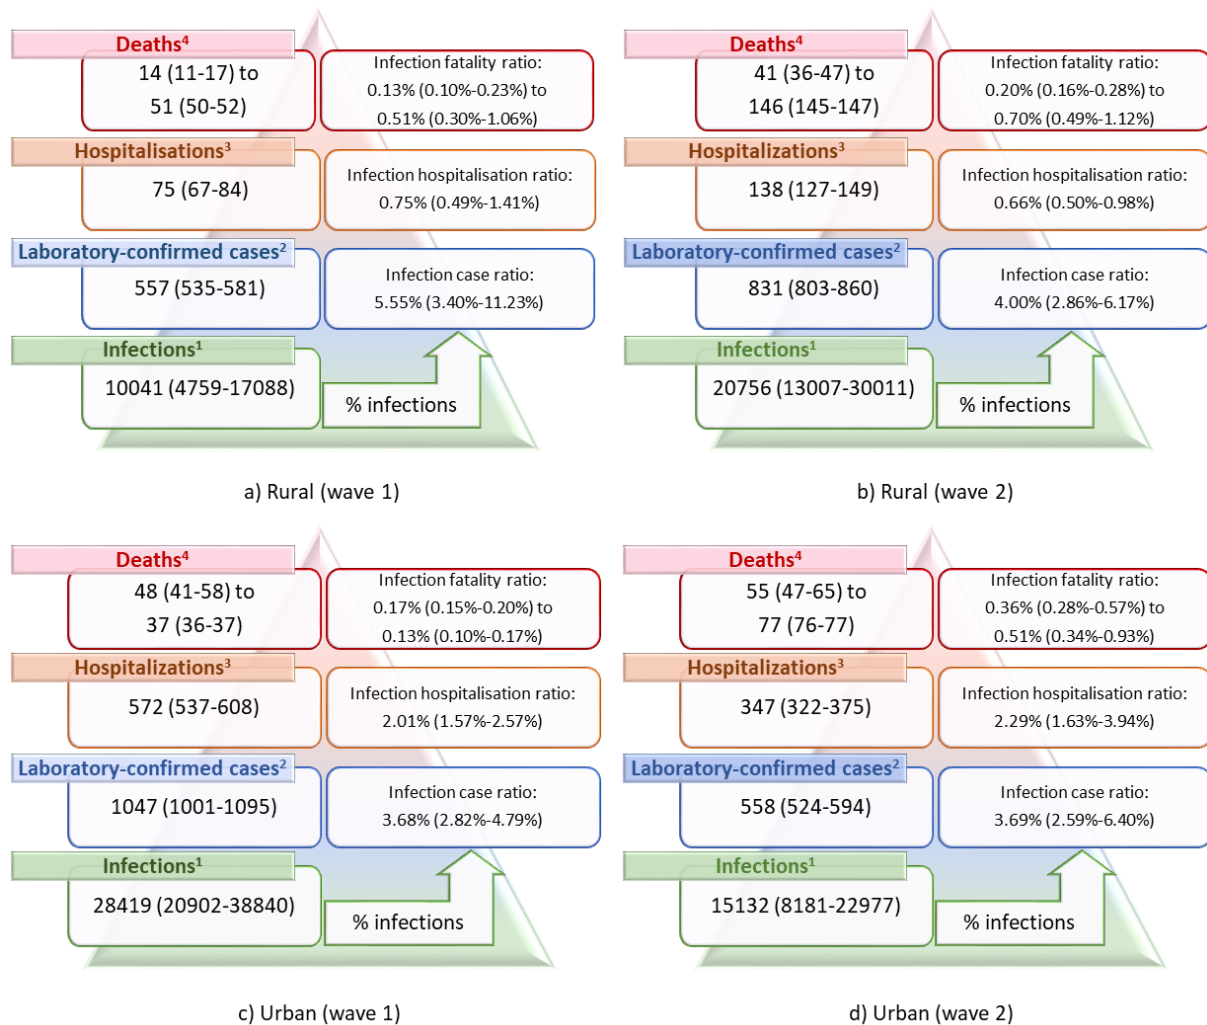 Deaths⁴
14 (11-17) to
51 (50-52)
Infection fatality ratio:
0.13% (0.10%-0.23%) to
0.51% (0.30%-1.06%)
Hospitalisations³
75 (67-84)
Infection hospitalisation ratio:
0.75% (0.49%-1.41%)
Laboratory-confirmed cases²
557 (535-581)
Infection case ratio:
5.55% (3.40%-11.23%)
Infections¹
10041 (4759-17088)
% infections
a) Rural (wave 1)
Deaths⁴
41 (36-47) to
146 (145-147)
Infection fatality ratio:
0.20% (0.16%-0.28%) to
0.70% (0.49%-1.12%)
Hospitalizations³
138 (127-149)
Infection hospitalisation ratio:
0.66% (0.50%-0.98%)
Laboratory-confirmed cases²
831 (803-860)
Infection case ratio:
4.00% (2.86%-6.17%)
Infections¹
20756 (13007-30011)
% infections
b) Rural (wave 2)
Deaths⁴
48 (41-58) to
37 (36-37)
Infection fatality ratio:
0.17% (0.15%-0.20%) to
0.13% (0.10%-0.17%)
Hospitalizations³
572 (537-608)
Infection hospitalisation ratio:
2.01% (1.57%-2.57%)
Laboratory-confirmed cases²
1047 (1001-1095)
Infection case ratio:
3.68% (2.82%-4.79%)
Infections¹
28419 (20902-38840)
% infections
c) Urban (wave 1)
Deaths⁴
55 (47-65) to
77 (76-77)
Infection fatality ratio:
0.36% (0.28%-0.57%) to
0.51% (0.34%-0.93%)
Hospitalizations³
347 (322-375)
Infection hospitalisation ratio:
2.29% (1.63%-3.94%)
Laboratory-confirmed cases²
558 (524-594)
Infection case ratio:
3.69% (2.59%-6.40%)
Infections¹
15132 (8181-22977)
% infections
d) Urban (wave 2)